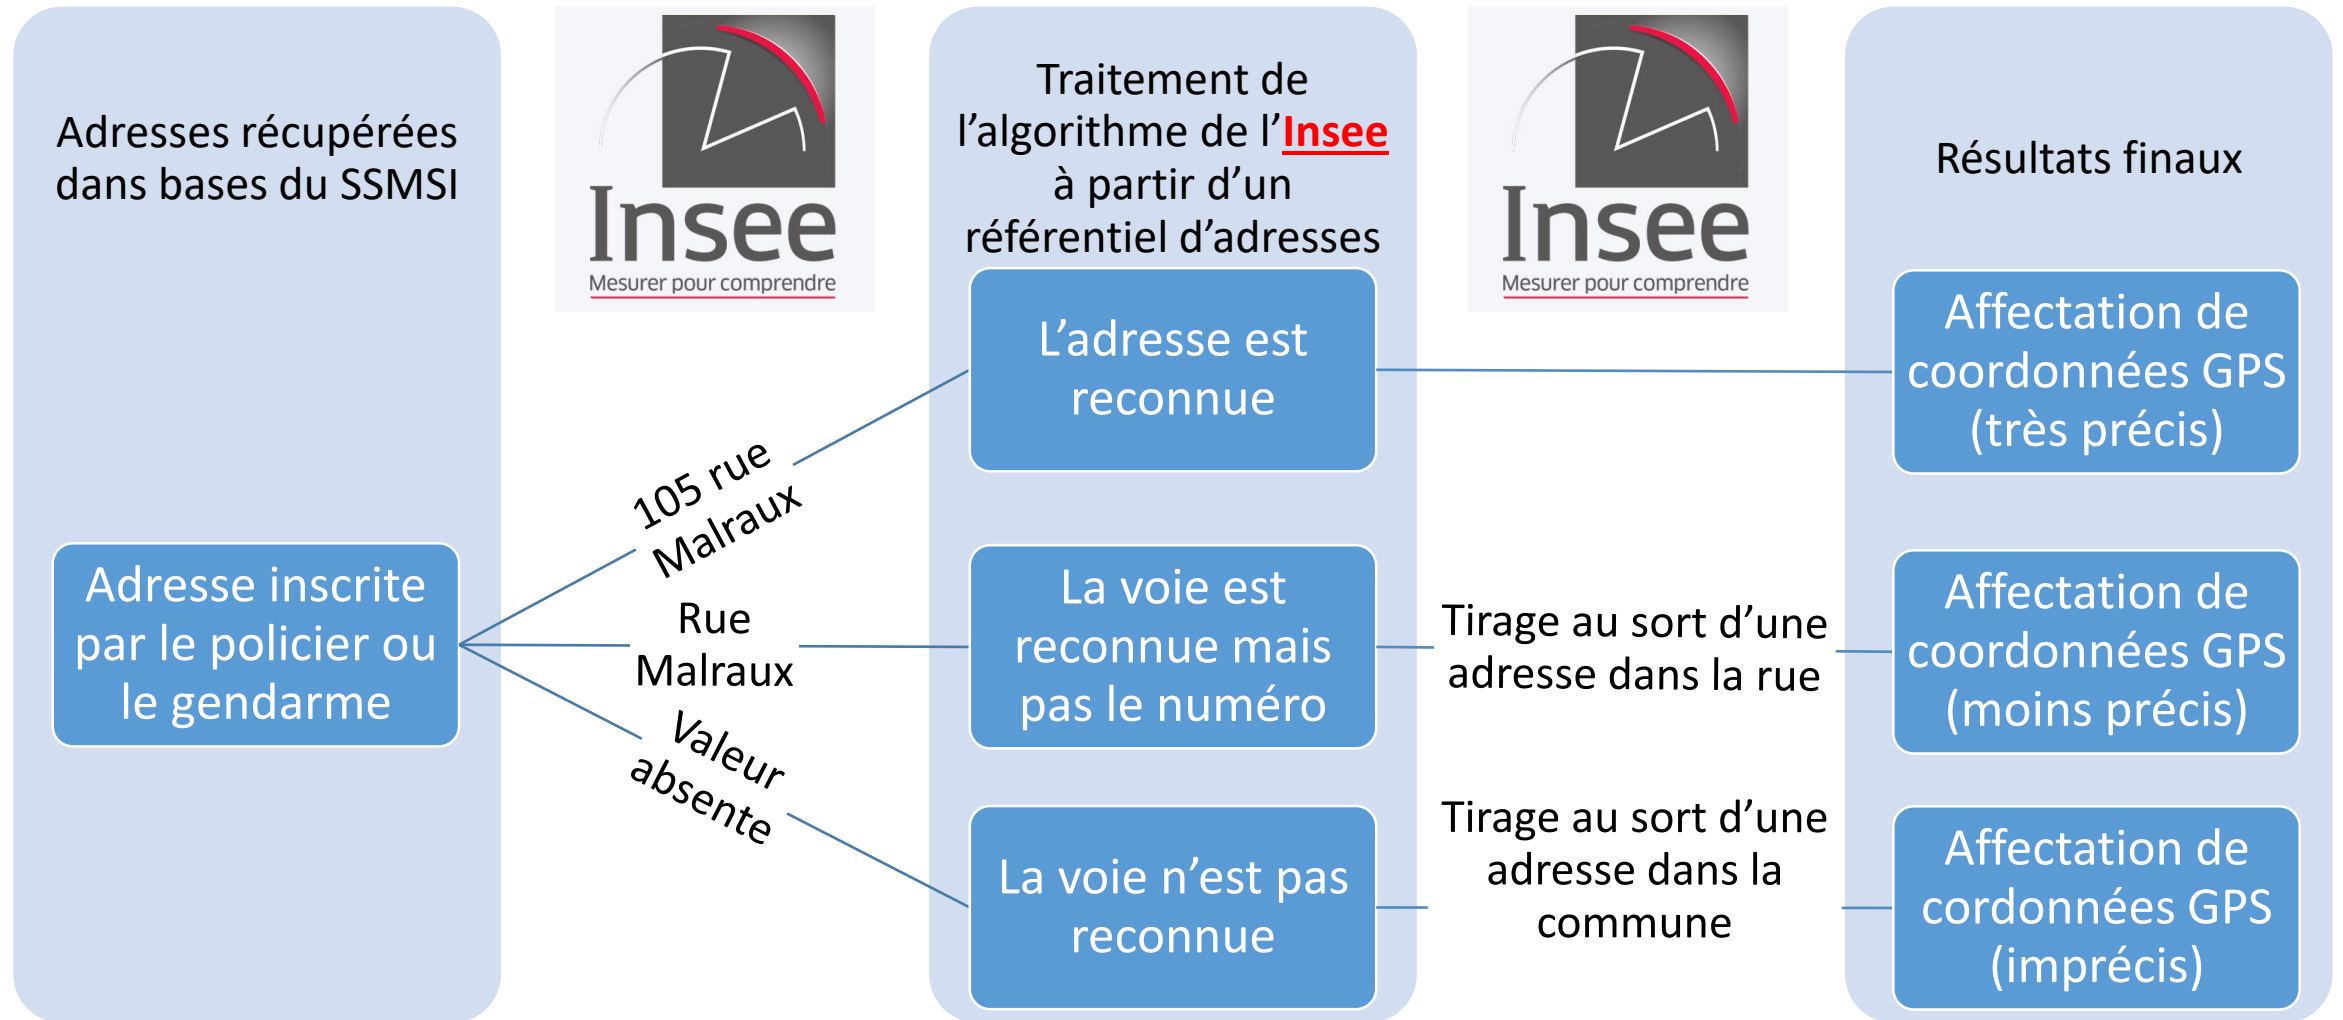 Adresses récupérées
dans bases du SSMSI
Adresse inscrite
par le policier ou
le gendarme
Insee
Mesurer pour comprendre
105 rue
Malraux
Rue
Malraux
Valeur
absente
Traitement de
l’algorithme de l’Insee
à partir d’un
référentiel d’adresses
L’adresse est
reconnue
La voie est
reconnue mais
pas le numéro
La voie n’est pas
reconnue
Insee
Mesurer pour comprendre
Tirage au sort d’une
adresse dans la rue
Tirage au sort d’une
adresse dans la
commune
Résultats finaux
Affectation de
coordonnées GPS
(très précis)
Affectation de
coordonnées GPS
(moins précis)
Affectation de
cordonnées GPS
(imprécis)